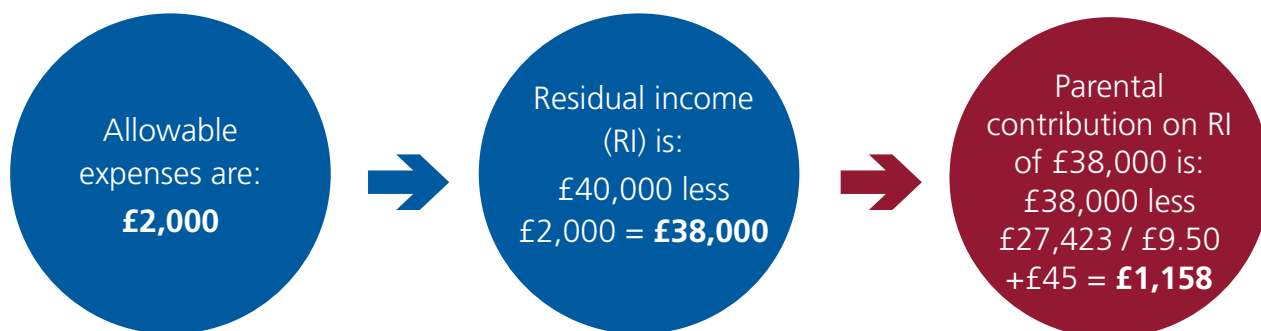 Allowable
expenses are:
£2,000
Residual income
(RI) is:
£40,000 less
£2,000 = £38,000
Parental
contribution on RI
of £38,000 is:
£38,000 less
£27,423 / £9.50
+£45 = £1,158